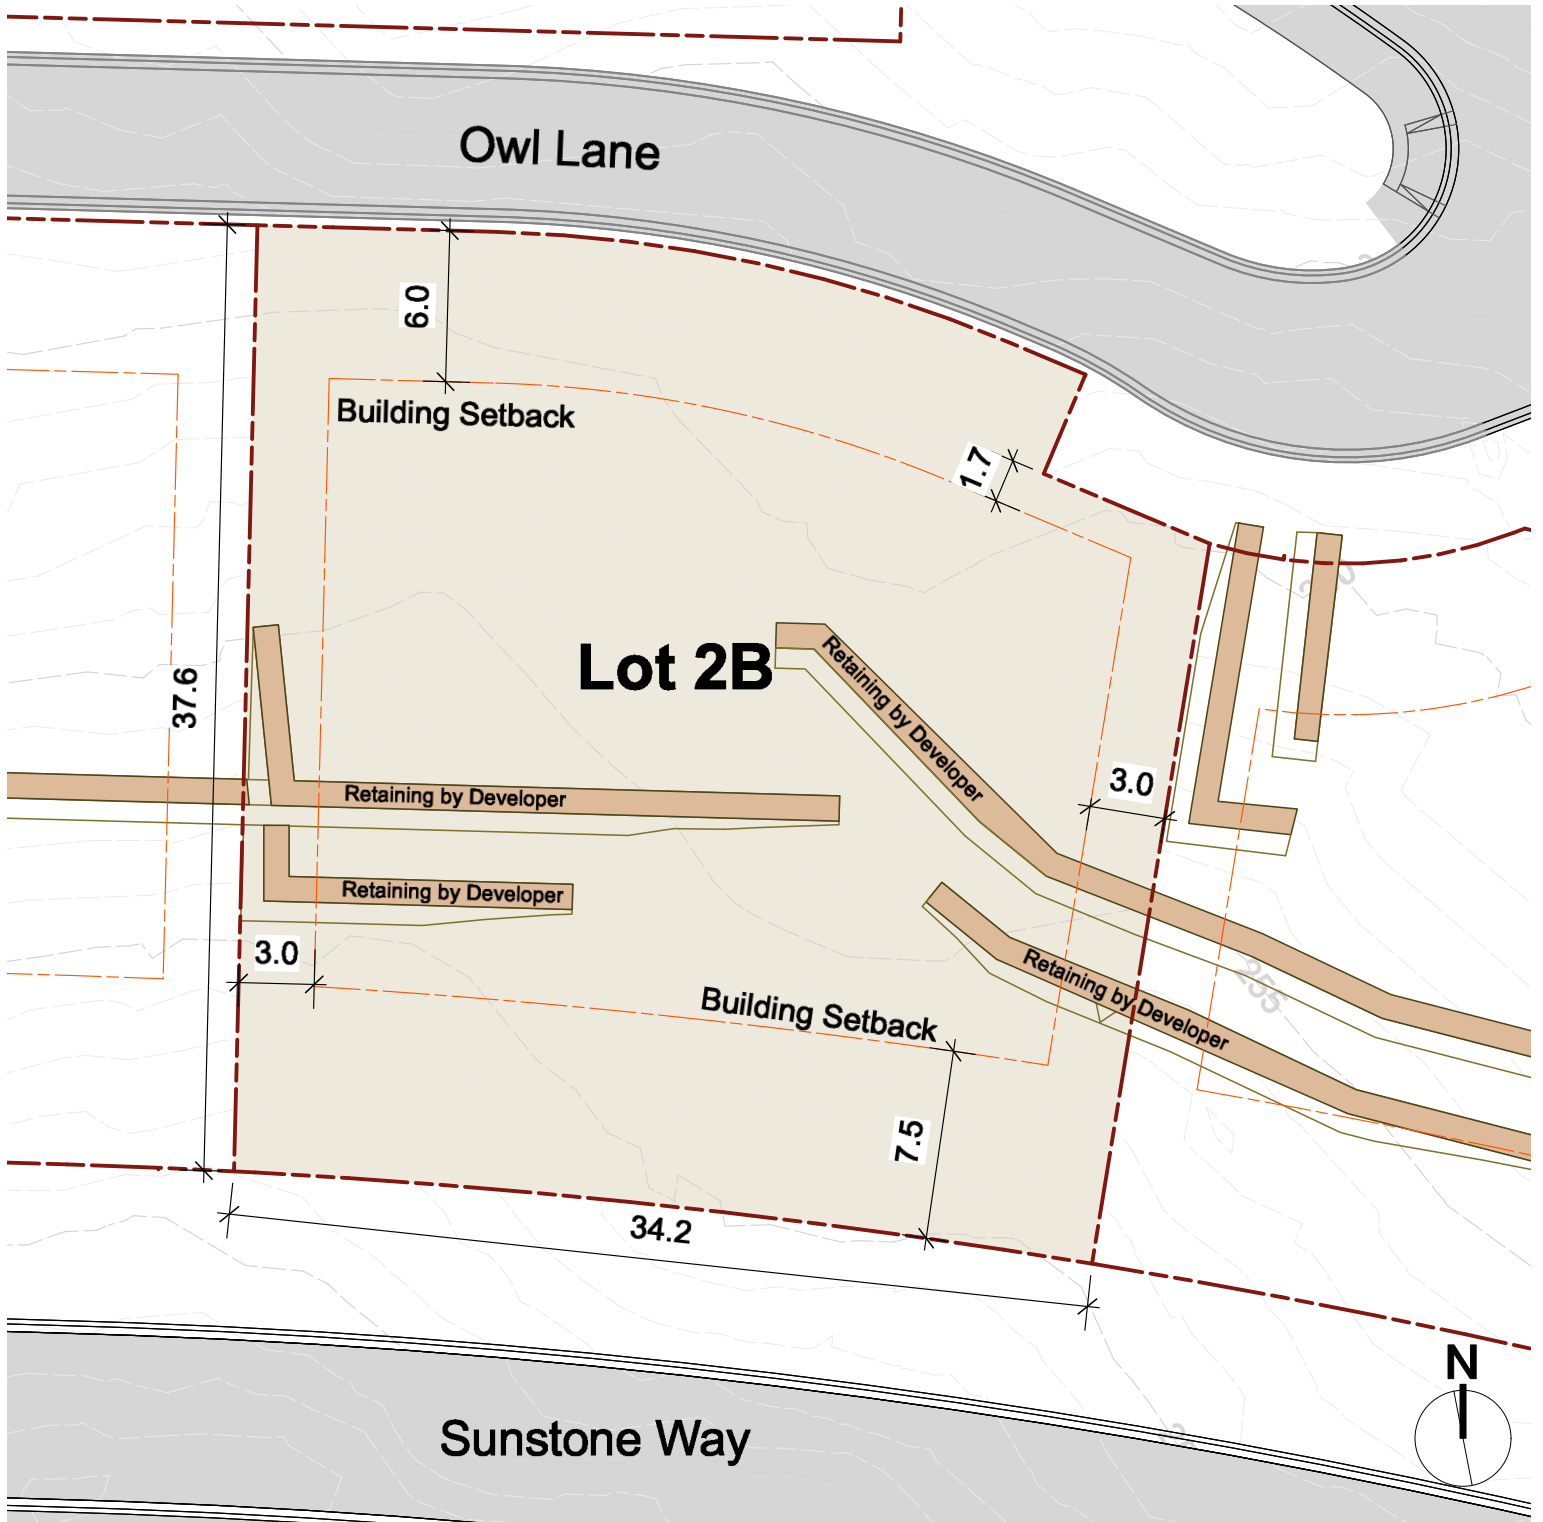 Owl Lane
6.0
Building Setback
1.7
Lot 2B
37.6
Retaining by Developer
3.0
Retaining by Developer
Retaining by Developer
3.0
Retaining by Developer
255
Building Setback
7.5
34.2
N
Sunstone Way